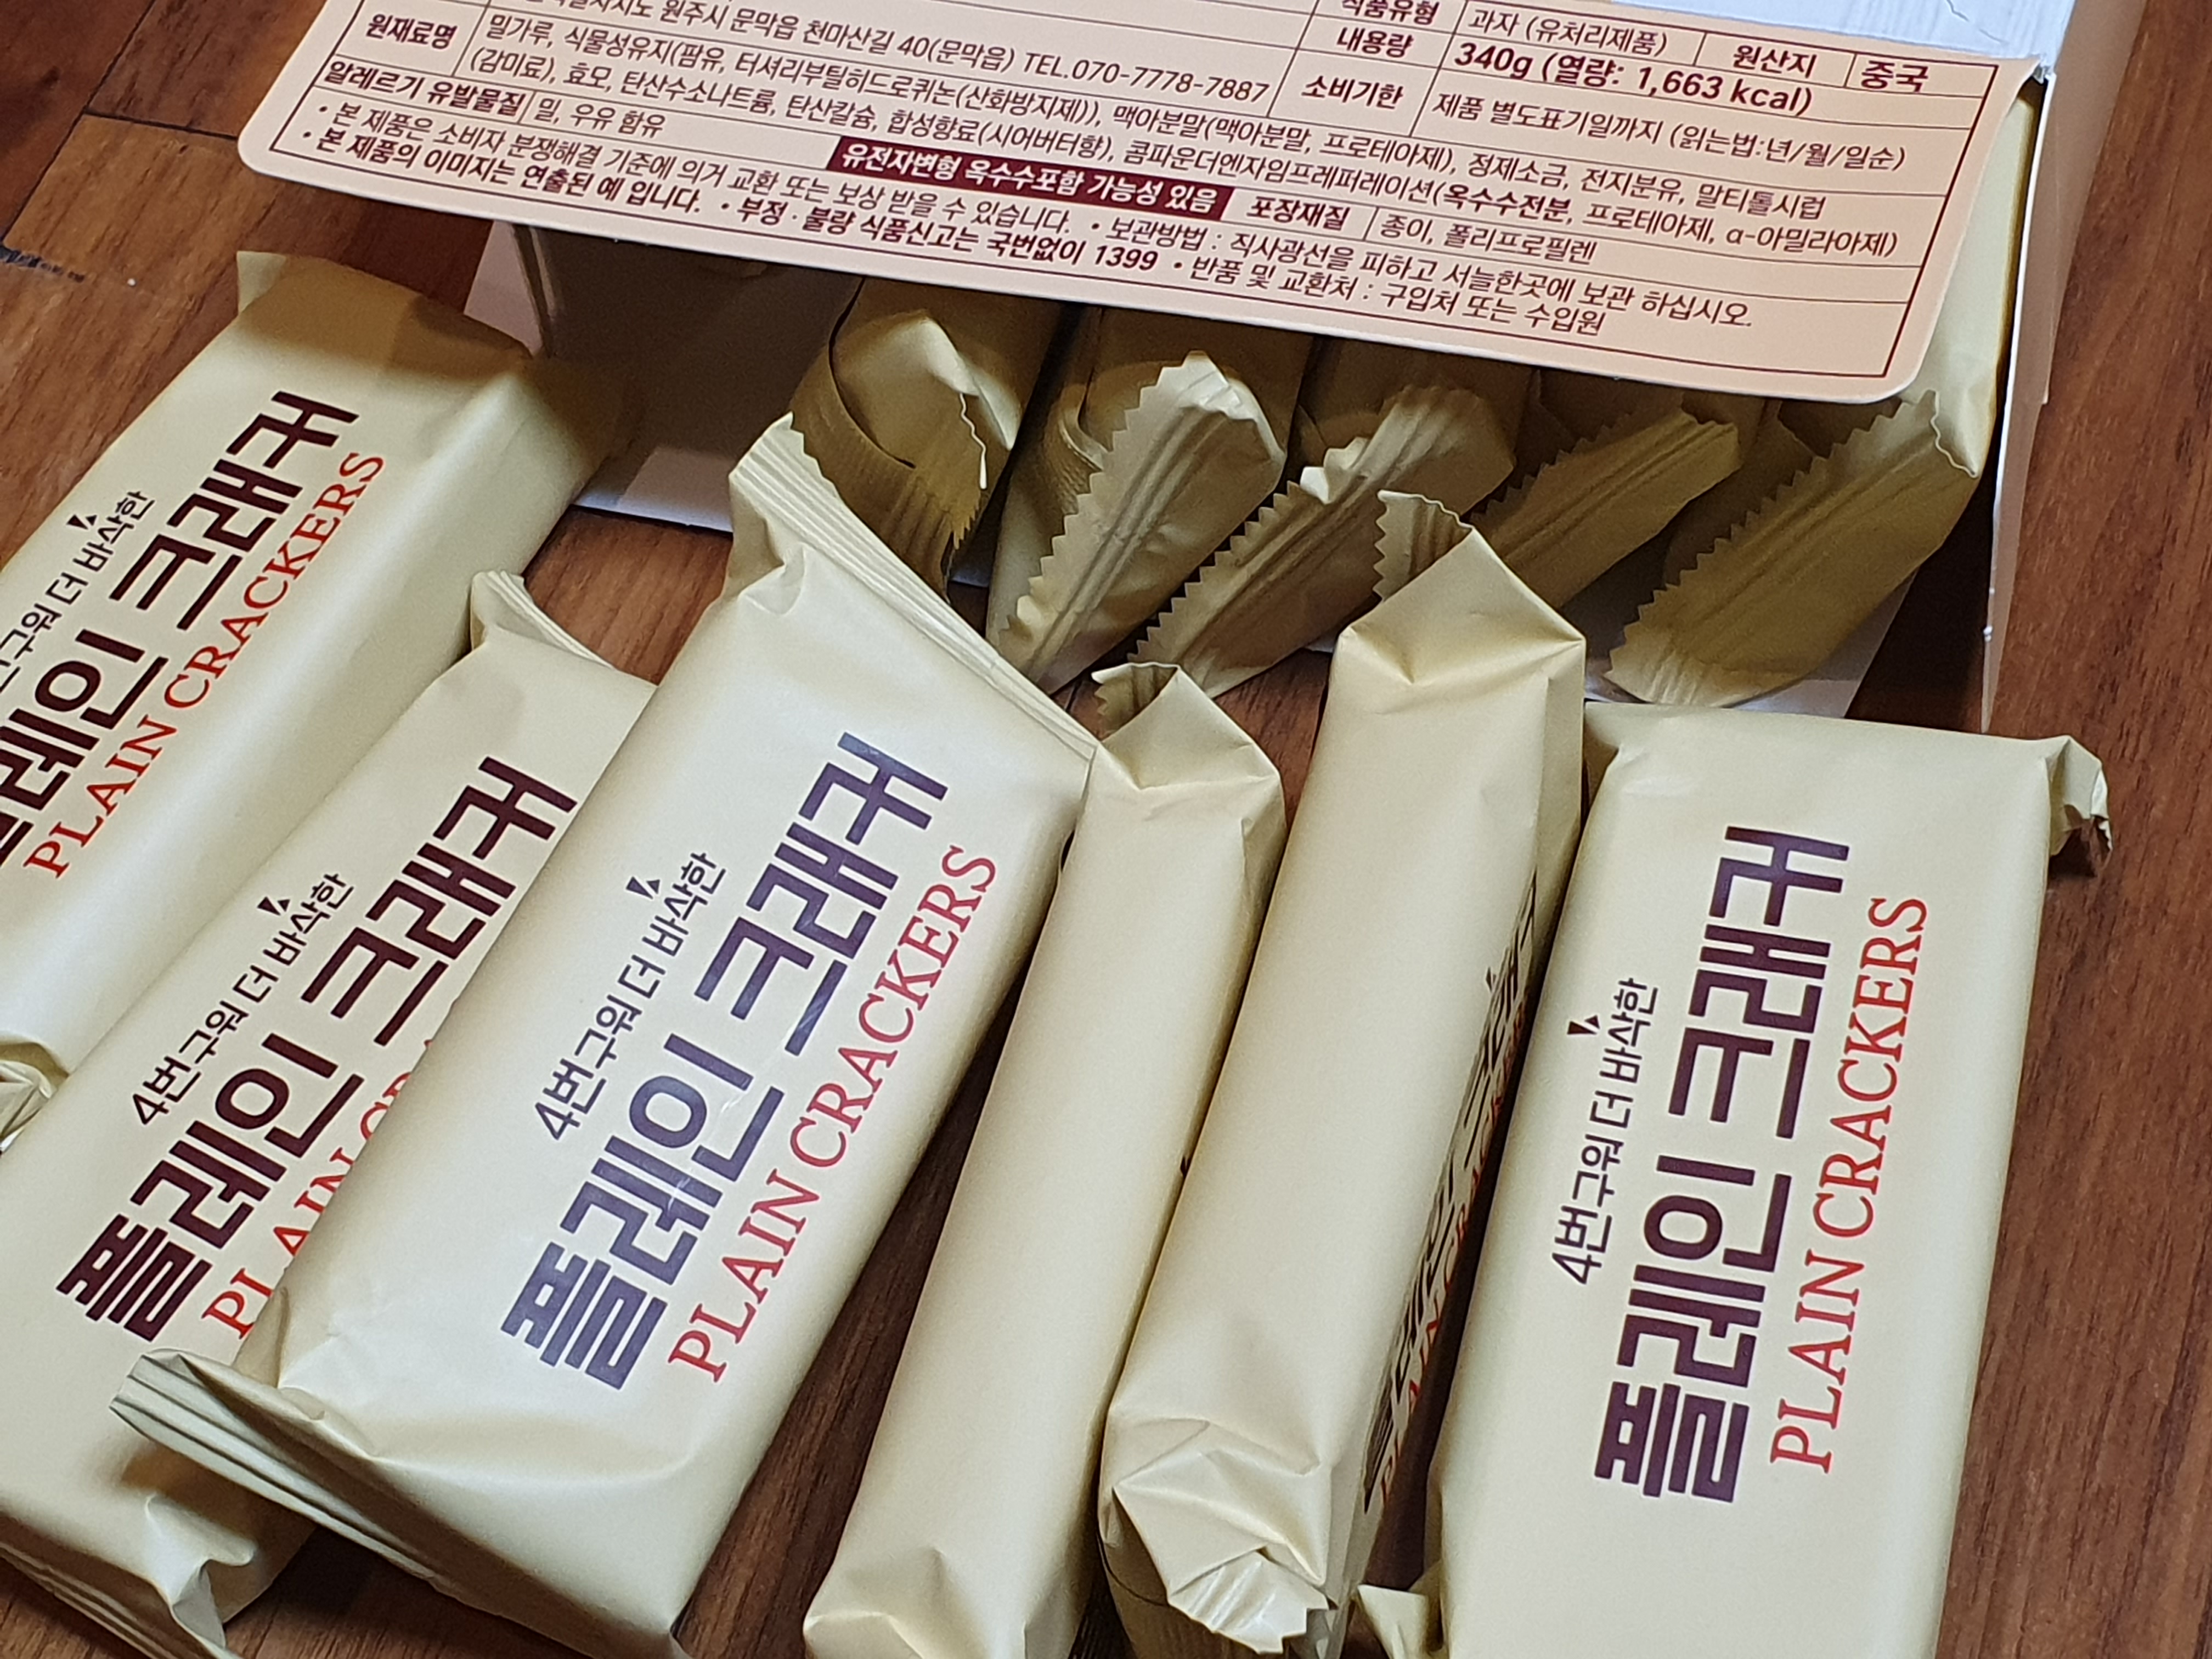 식품유형 과자 (유처리제품) 원산지 중국
원주시 문막읍 천마산길 40(문막읍) TEL.070-7778-7887
내용량 340g (열량: 1,663 kcal)
소비기한 제품 별도표기일까지 (읽는법:년/월/일순)
원재료명 밀가루, 식물성유지(팜유, 터셔리부틸히드로퀴논(산화방지제)), 맥아분말(맥아분말, 프로테아제), 정제소금, 전지분유, 말티톨시럽
(감미료), 효모, 탄산수소나트륨, 탄산칼슘, 합성향료(시어버터향), 콤파운더엔자임프레퍼레이션(옥수수전분, 프로테아제, α-아밀라아제)
알레르기 유발물질 밀, 우유 함유 유전자변형 옥수수포함 가능성 있음 포장재질 종이, 폴리프로필렌
• 본 제품은 소비자 분쟁해결 기준에 의거 교환 또는 보상 받을 수 있습니다. • 보관방법 : 직사광선을 피하고 서늘한곳에 보관 하십시오.
• 본 제품의 이미지는 연출된 예 입니다. • 부정 · 불량 식품신고는 국번없이 1399 • 반품 및 교환처 : 구입처 또는 수입원
더 바삭한
플레인 크래커
PLAIN CRACKERS
4번구워 더 바삭한
플레인 크래커
PLAIN
4번구워 더 바삭한
플레인 크래커
PLAIN CRACKERS
4번구워 더 바삭한
플레인 크래커
PLAIN CRACKERS